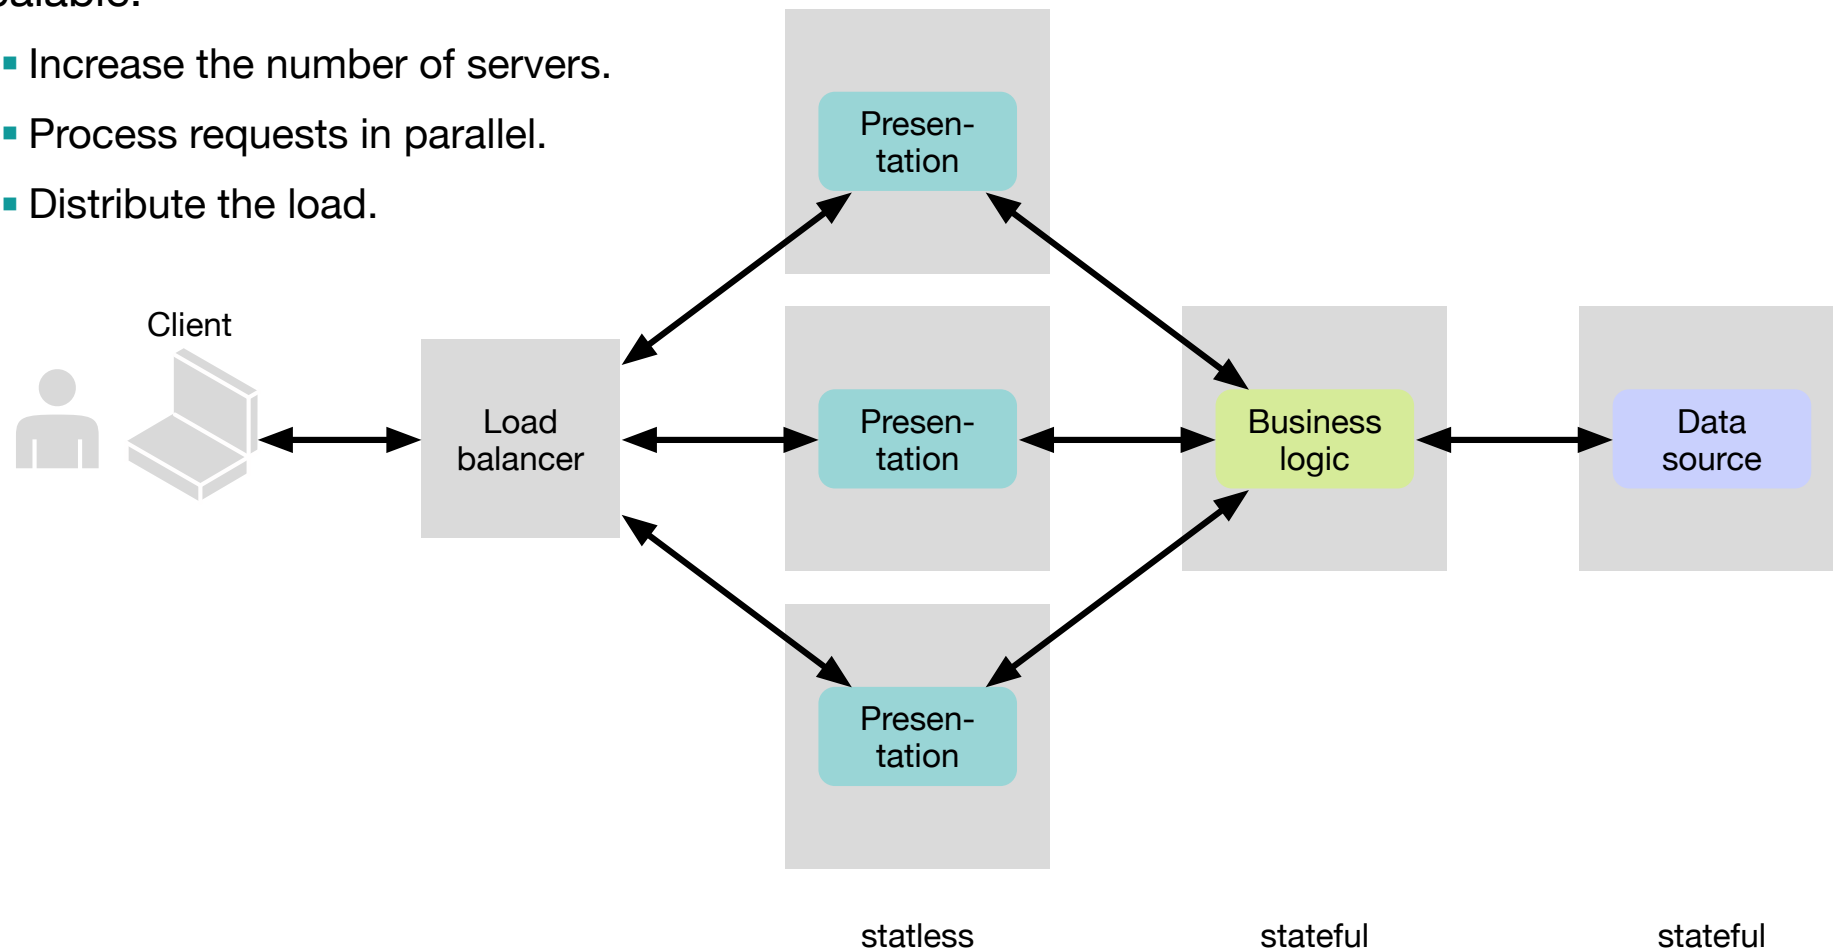 Increase the number of servers.
Process requests in parallel.
Distribute the load.
Presen-
tation
Client
Load
balancer
Presen-
tation
Business
logic
Data
source
Presen-
tation
statless
stateful
stateful